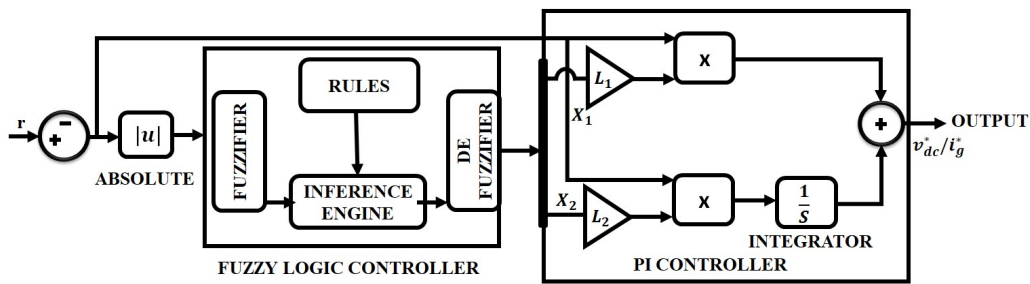 r
+
−
|u|
ABSOLUTE
FUZZIFIER
RULES
INFERENCE
ENGINE
DE
FUZZIFIER
FUZZY LOGIC CONTROLLER
L₁
X₁
X
X₂
L₂
X
1
S
INTEGRATOR
PI CONTROLLER
+
OUTPUT
v*dc/i*g